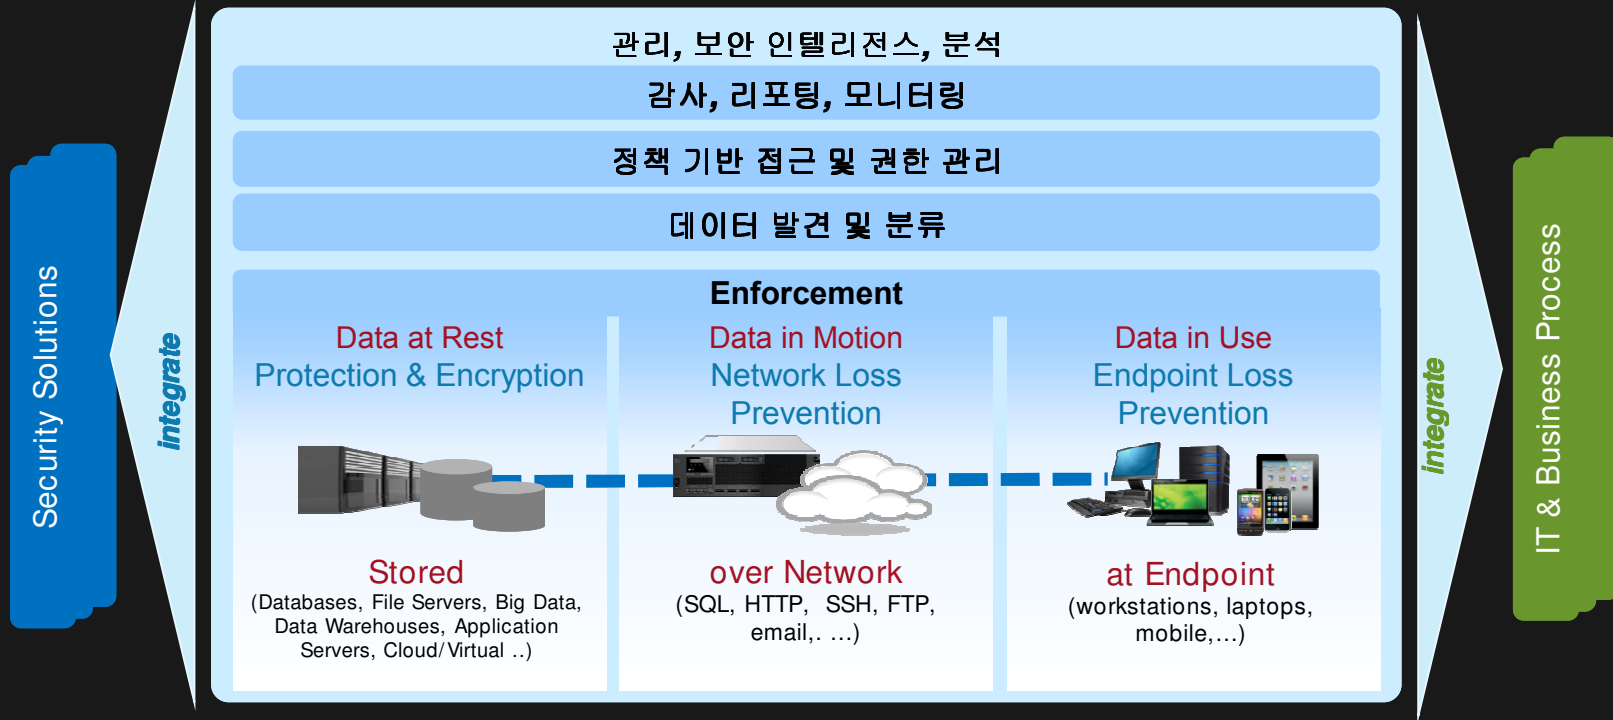 관리, 보안 인텔리전스, 분석
감사, 리포팅, 모니터링
정책 기반 접근 및 권한 관리
데이터 발견 및 분류
Enforcement
Data at Rest
Protection & Encryption
Stored
(Databases, File Servers, Big Data,
Data Warehouses, Application
Servers, Cloud/Virtual ..)
Data in Motion
Network Loss
Prevention
over Network
(SQL, HTTP, SSH, FTP,
email,. ...)
Data in Use
Endpoint Loss
Prevention
at Endpoint
(workstations, laptops,
mobile,...)
Security Solutions
integrate
integrate
IT & Business Process